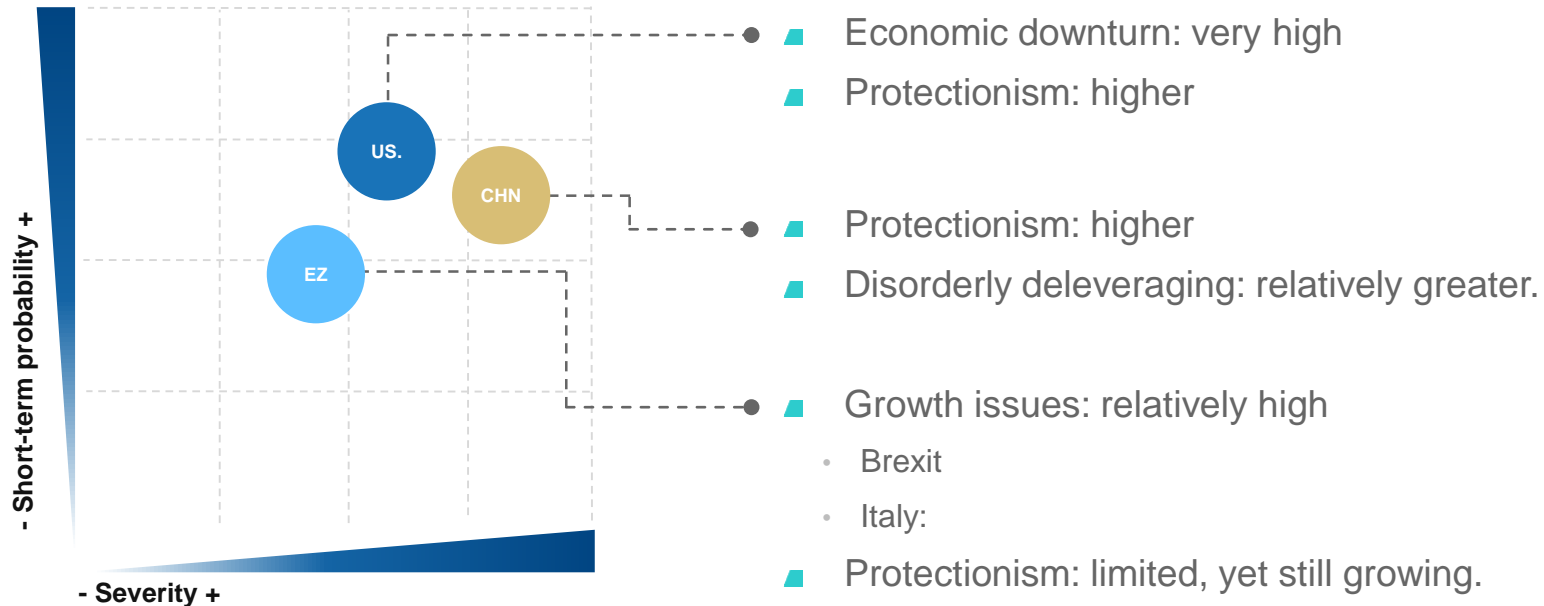 - Short-term probability +
US.
CHN
EZ
- Severity +
Economic downturn: very high
Protectionism: higher
Protectionism: higher
Disorderly deleveraging: relatively greater.
Growth issues: relatively high
• Brexit
• Italy:
Protectionism: limited, yet still growing.